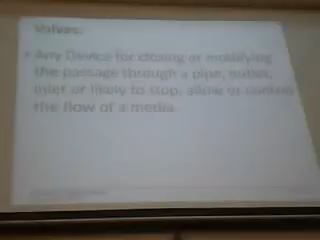 Valves:
• Any Device for closing or modifying
the passage through a pipe, outlet,
inlet or likely to stop, allow or control
the flow of a media.